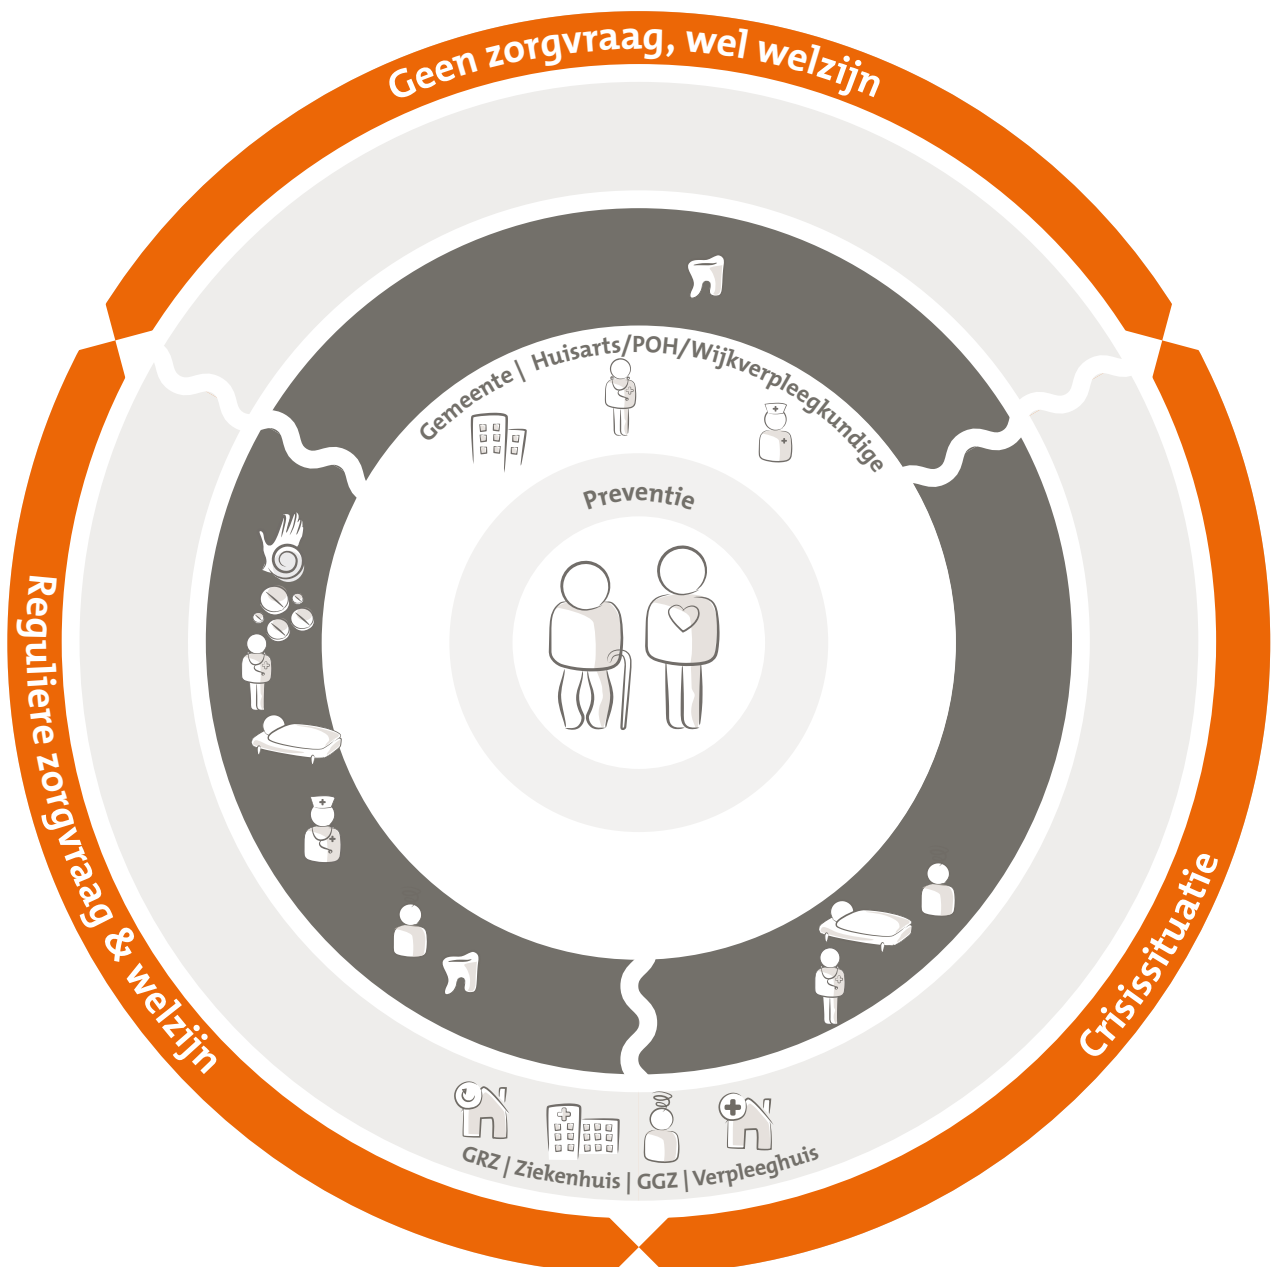 Geen zorgvraag, wel welzijn
Gemeente | Huisarts/POH/Wijkverpleegkundige
Preventie
Reguliere zorgvraag & welzijn
Crisissituatie
GRZ | Ziekenhuis | GGZ | Verpleeghuis